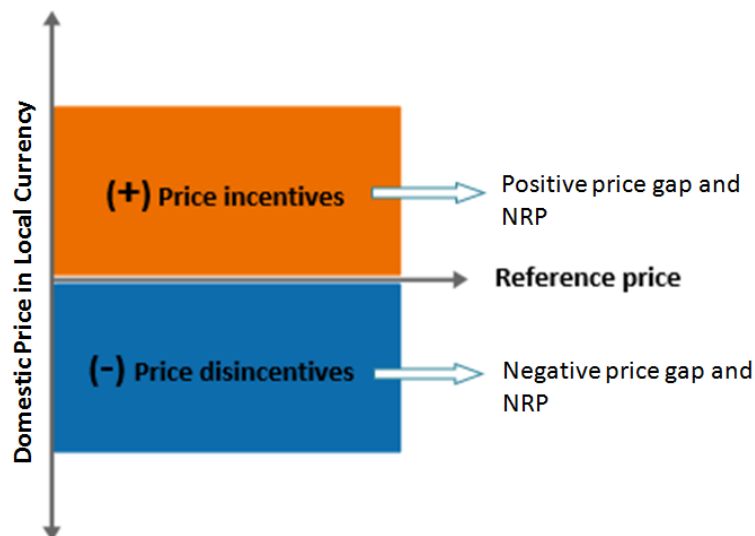 Domestic Price in Local Currency
(+) Price incentives
Positive price gap and
NRP
Reference price
(-) Price disincentives
Negative price gap and
NRP